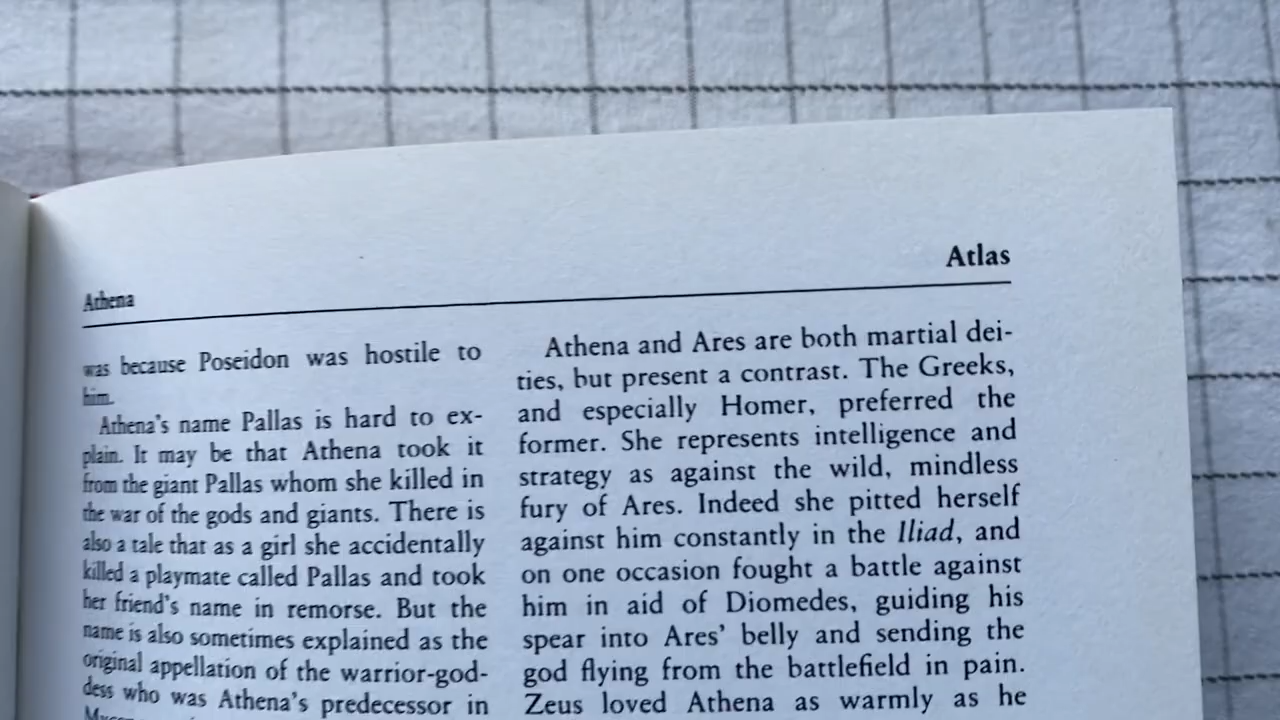 Athena
Atlas
was because Poseidon was hostile to
him.
Athena's name Pallas is hard to ex-
plain. It may be that Athena took it
from the giant Pallas whom she killed in
the war of the gods and giants. There is
also a tale that as a girl she accidentally
killed a playmate called Pallas and took
her friend's name in remorse. But the
name is also sometimes explained as the
original appellation of the warrior-god-
dess who was Athena's predecessor in
Athena and Ares are both martial dei-
ties, but present a contrast. The Greeks,
and especially Homer, preferred the
former. She represents intelligence and
strategy as against the wild, mindless
fury of Ares. Indeed she pitted herself
against him constantly in the Iliad, and
on one occasion fought a battle against
him in aid of Diomedes, guiding his
spear into Ares' belly and sending the
god flying from the battlefield in pain.
Zeus loved Athena as warmly as he